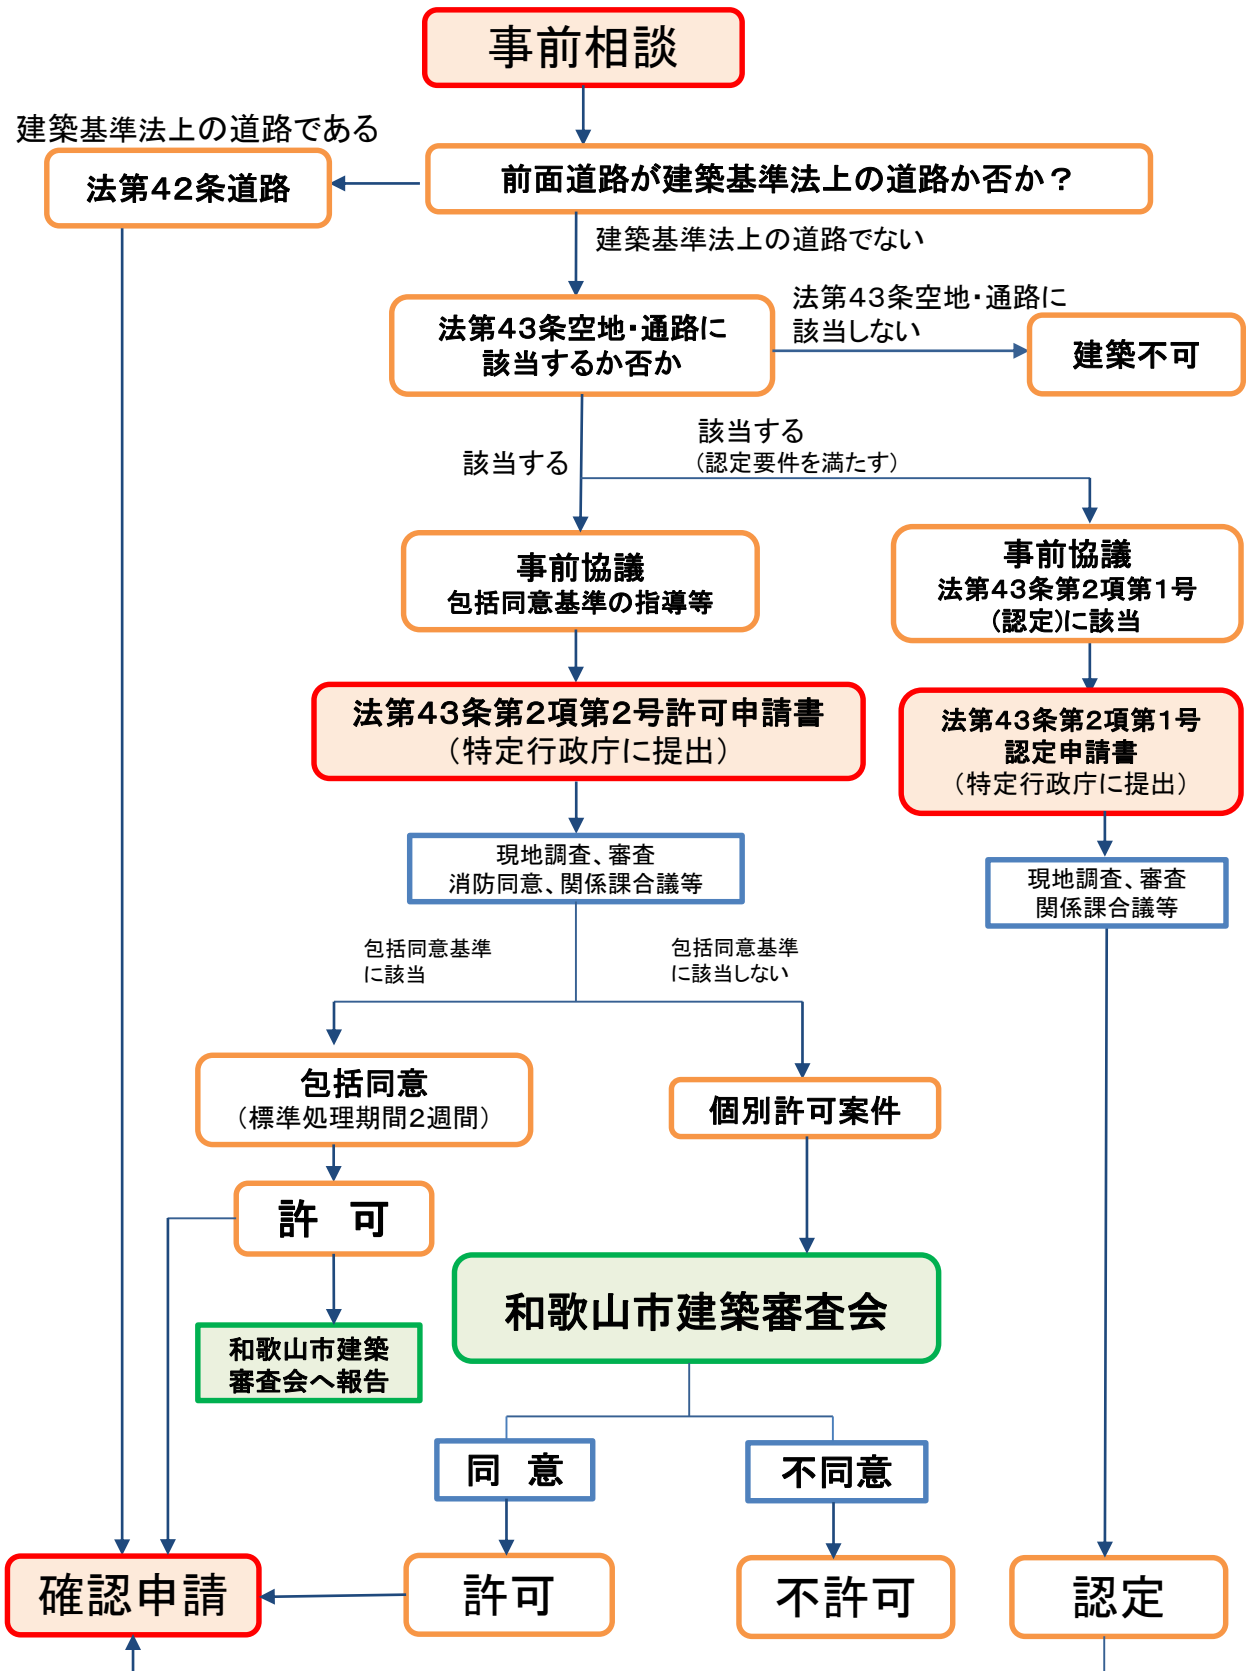 事前相談
建築基準法上の道路である
法第42条道路
前面道路が建築基準法上の道路か否か？
建築基準法上の道路でない
法第43条空地・通路に
該当するか否か
法第43条空地・通路に
該当しない
建築不可
該当する
該当する
（認定要件を満たす）
事前協議
包括同意基準の指導等
事前協議
法第43条第2項第1号
(認定)に該当
法第43条第2項第2号許可申請書
（特定行政庁に提出）
法第43条第2項第1号
認定申請書
（特定行政庁に提出）
現地調査、審査
消防同意、関係課合議等
現地調査、審査
関係課合議等
包括同意基準
に該当
包括同意基準
に該当しない
包括同意
（標準処理期間2週間）
個別許可案件
許　可
和歌山市建築審査会
和歌山市建築
審査会へ報告
同　意
不同意
確認申請
許可
不許可
認定